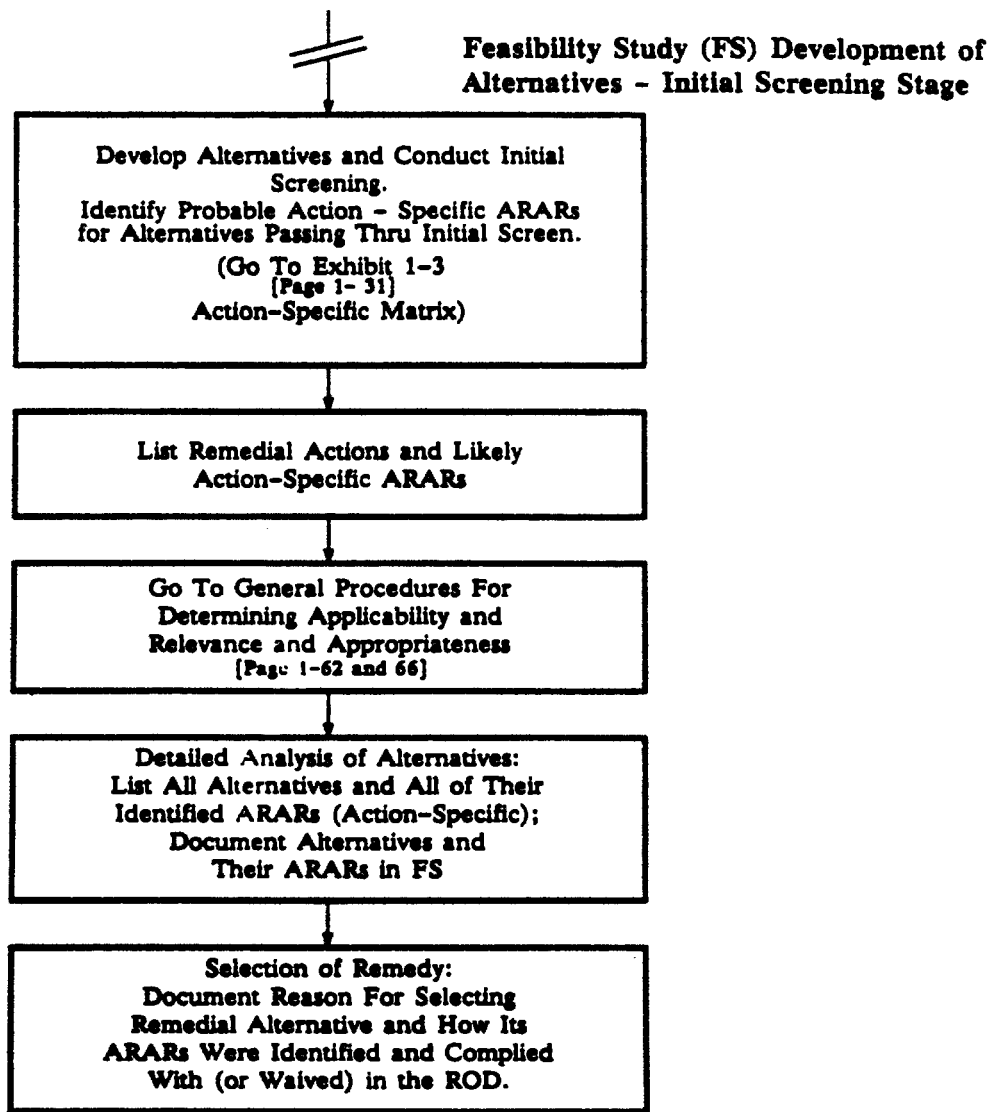 Feasibility Study (FS) Development of
Alternatives - Initial Screening Stage
Develop Alternatives and Conduct Initial
Screening.
Identify Probable Action - Specific ARARs
for Alternatives Passing Thru Initial Screen.
(Go To Exhibit 1-3
[Page 1- 31]
Action-Specific Matrix)
List Remedial Actions and Likely
Action-Specific ARARs
Go To General Procedures For
Determining Applicability and
Relevance and Appropriateness
[Page 1-62 and 66]
Detailed Analysis of Alternatives:
List All Alternatives and All of Their
Identified ARARs (Action-Specific);
Document Alternatives and
Their ARARs in FS
Selection of Remedy:
Document Reason For Selecting
Remedial Alternative and How Its
ARARs Were Identified and Complied
With (or Waived) in the ROD.